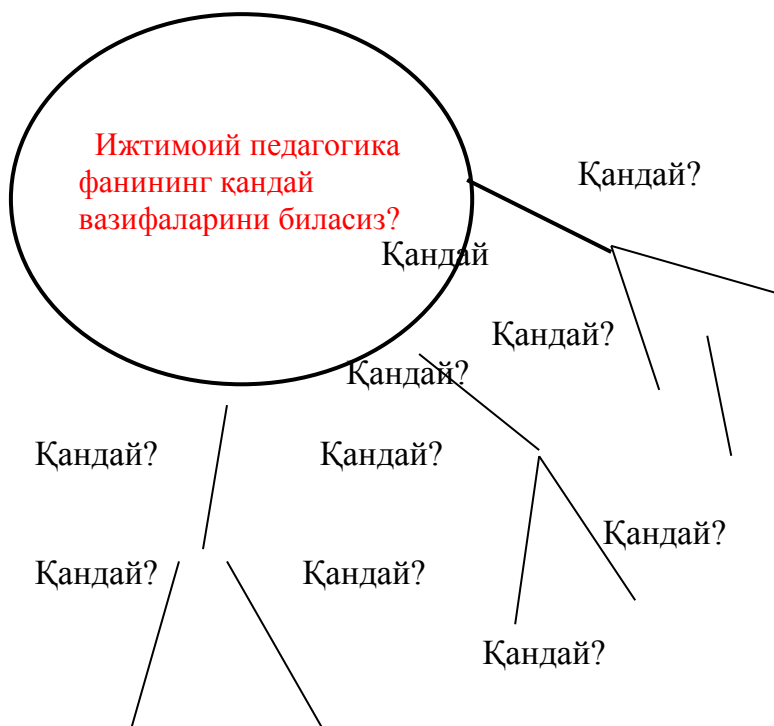 Ижтимоий педагогика
фанининг қандай
вазифаларини биласиз?
Қандай?
Қандай
Қандай?
Қандай?
Қандай?
Қандай?
Қандай?
Қандай?
Қандай?
Қандай?